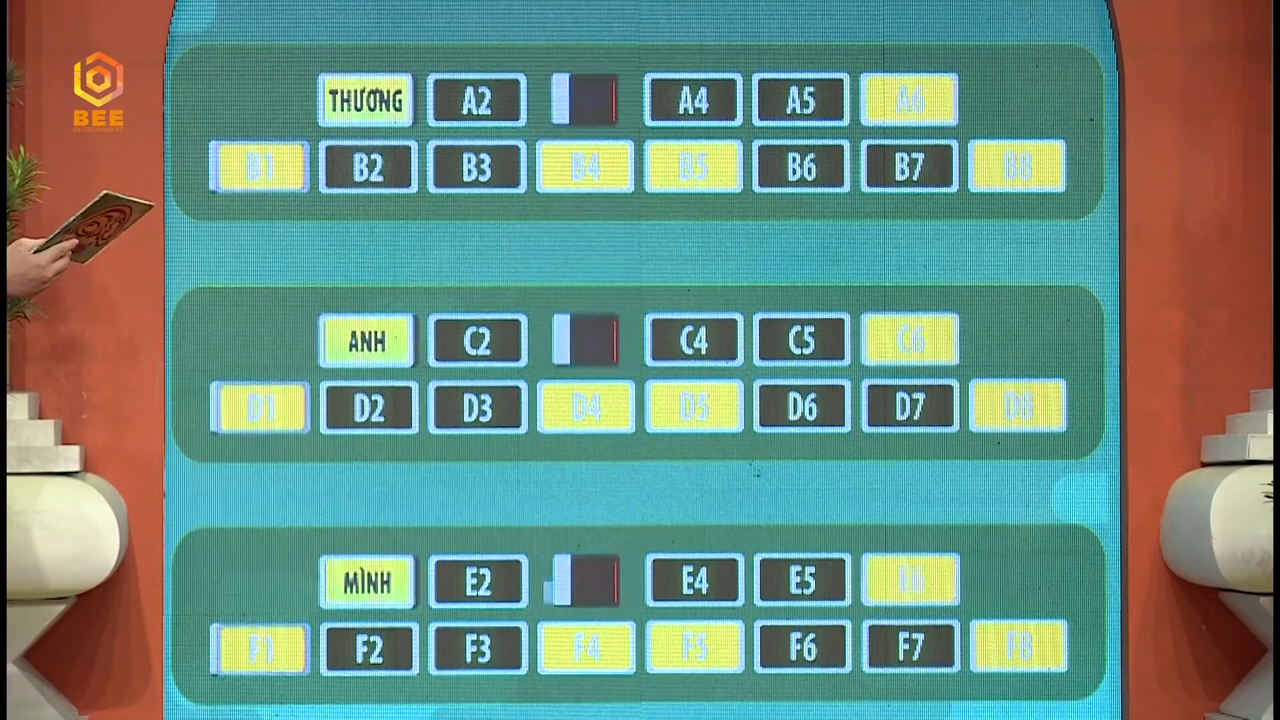 BEE
ENTERTAINMENT
THƯƠNG A2 A4 A5 A6
B1 B2 B3 B4 B5 B6 B7 B8
ANH C2 C4 C5 C6
D1 D2 D3 D4 D5 D6 D7 D8
MÌNH E2 E4 E5 E6
F1 F2 F3 F4 F5 F6 F7 F8